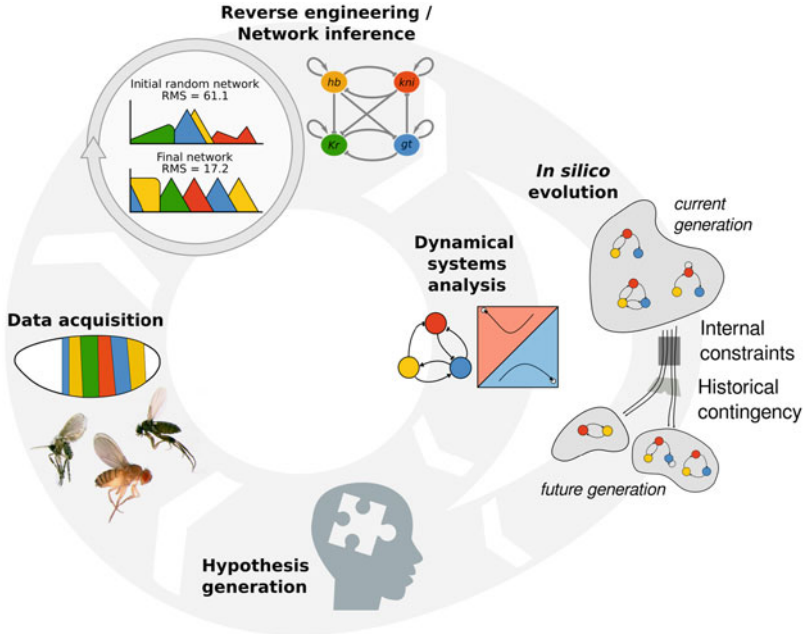 Reverse engineering /
Network inference
Initial random network
RMS = 61.1
Final network
RMS = 17.2
hb
kni
Kr
gt
In silico
evolution
current
generation
Dynamical
systems
analysis
Data acquisition
Internal
constraints
Historical
contingency
future generation
Hypothesis
generation